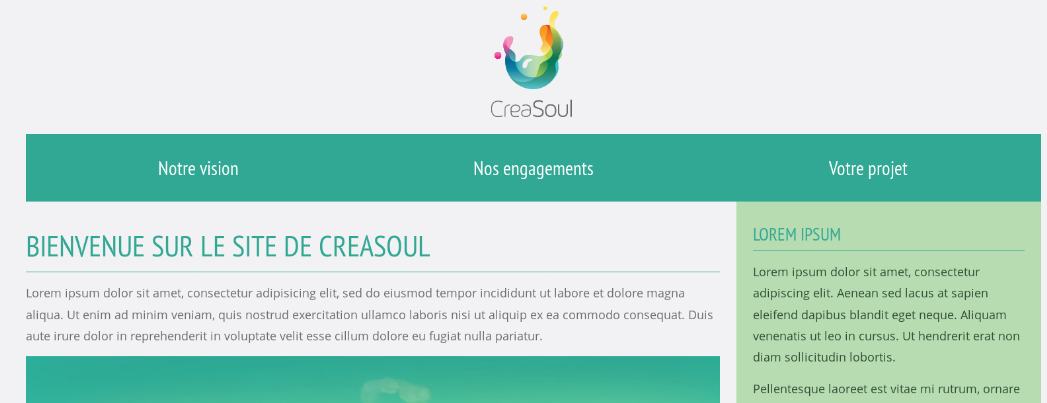 CreaSoul
Notre vision
Nos engagements
Votre projet
BIENVENUE SUR LE SITE DE CREASOUL
Lorem ipsum dolor sit amet, consectetur adipisicing elit, sed do eiusmod tempor incididunt ut labore et dolore magna
aliqua. Ut enim ad minim veniam, quis nostrud exercitation ullamco laboris nisi ut aliquip ex ea commodo consequat. Duis
aute irure dolor in reprehenderit in voluptate velit esse cillum dolore eu fugiat nulla pariatur.
LOREM IPSUM
Lorem ipsum dolor sit amet, consectetur
adipiscing elit. Aenean sed lacus at sapien
eleifend dapibus blandit eget neque. Aliquam
venenatis ut leo in cursus. Ut hendrerit erat non
diam sollicitudin lobortis.
Pellentesque laoreet est vitae mi rutrum, ornare